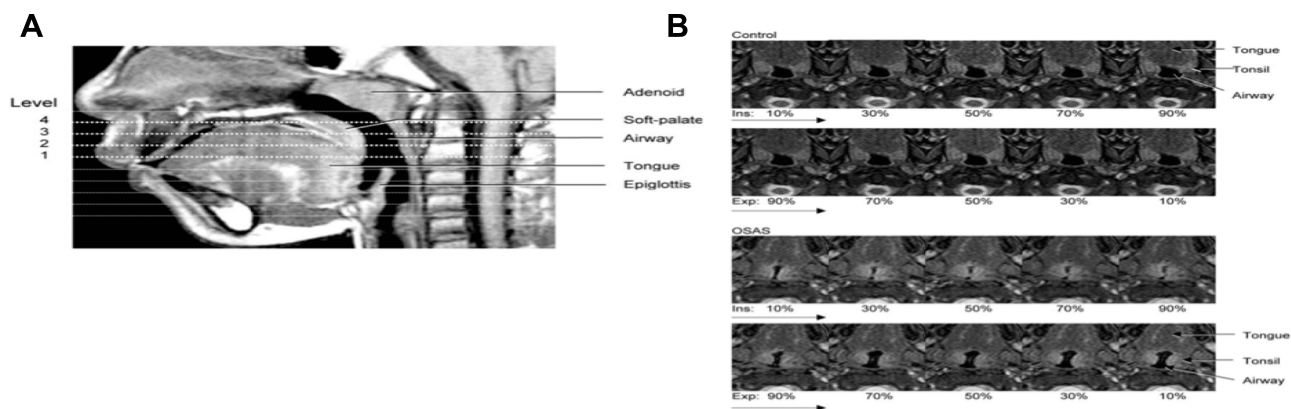 A
Level
4
3
2
1
Adenoid
Soft-palate
Airway
Tongue
Epiglottis
B
Control
Tongue
Tonsil
Airway
Ins: 10% 30% 50% 70% 90%
Exp: 90% 70% 50% 30% 10%
OSAS
Ins: 10% 30% 50% 70% 90%
Tongue
Tonsil
Airway
Exp: 90% 70% 50% 30% 10%